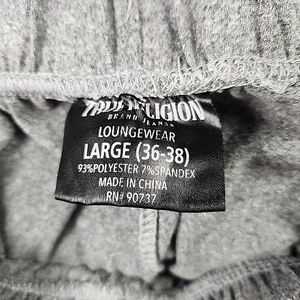 TRUE RELIGION
BRAND JEANS
LOUNGEWEAR
LARGE (36-38)
93%POLYESTER 7%SPANDEX
MADE IN CHINA
RN# 90737